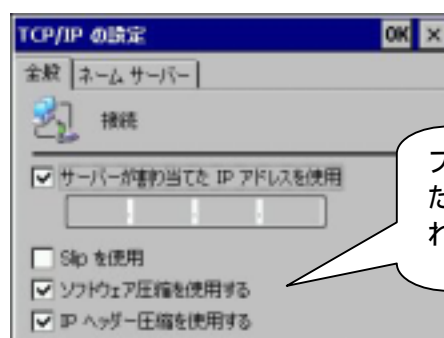 TCP/IP の設定 OK ×
全般 ネーム サーバー
接続
サーバーが割り当てた IP アドレスを使用
Slip を使用
ソフトウェア圧縮を使用する
IP ヘッダー圧縮を使用する
フ
た
れ